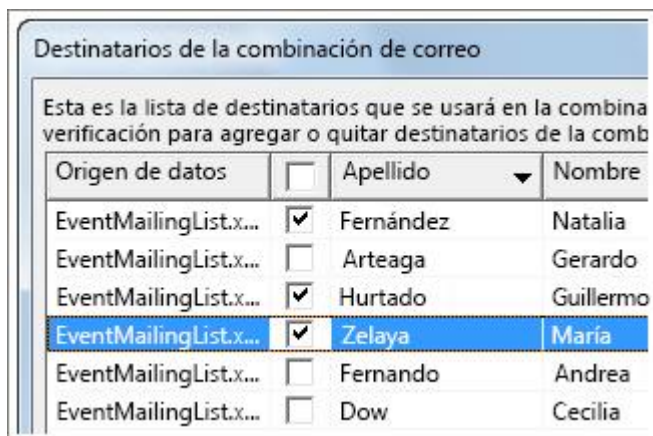 Destinatarios de la combinación de correo
Esta es la lista de destinatarios que se usará en la combina
verificación para agregar o quitar destinatarios de la comb
Origen de datos Apellido Nombre
EventMailingList.x... Fernández Natalia
EventMailingList.x... Arteaga Gerardo
EventMailingList.x... Hurtado Guillermo
EventMailingList.x... Zelaya María
EventMailingList.x... Fernando Andrea
EventMailingList.x... Dow Cecilia